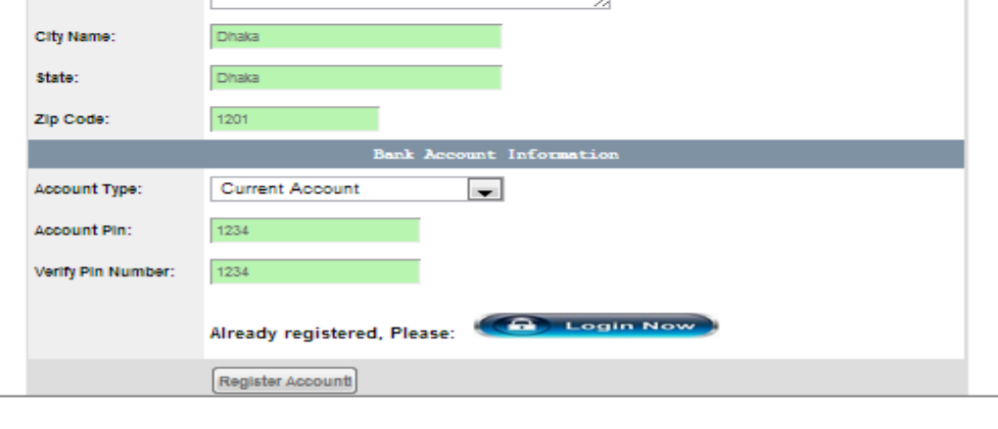 City Name: Dhaka
State: Dhaka
Zip Code: 1201
Bank Account Information
Account Type: Current Account
Account Pin: 1234
Verify Pin Number: 1234
Already registered, Please: Login Now
Register Account!